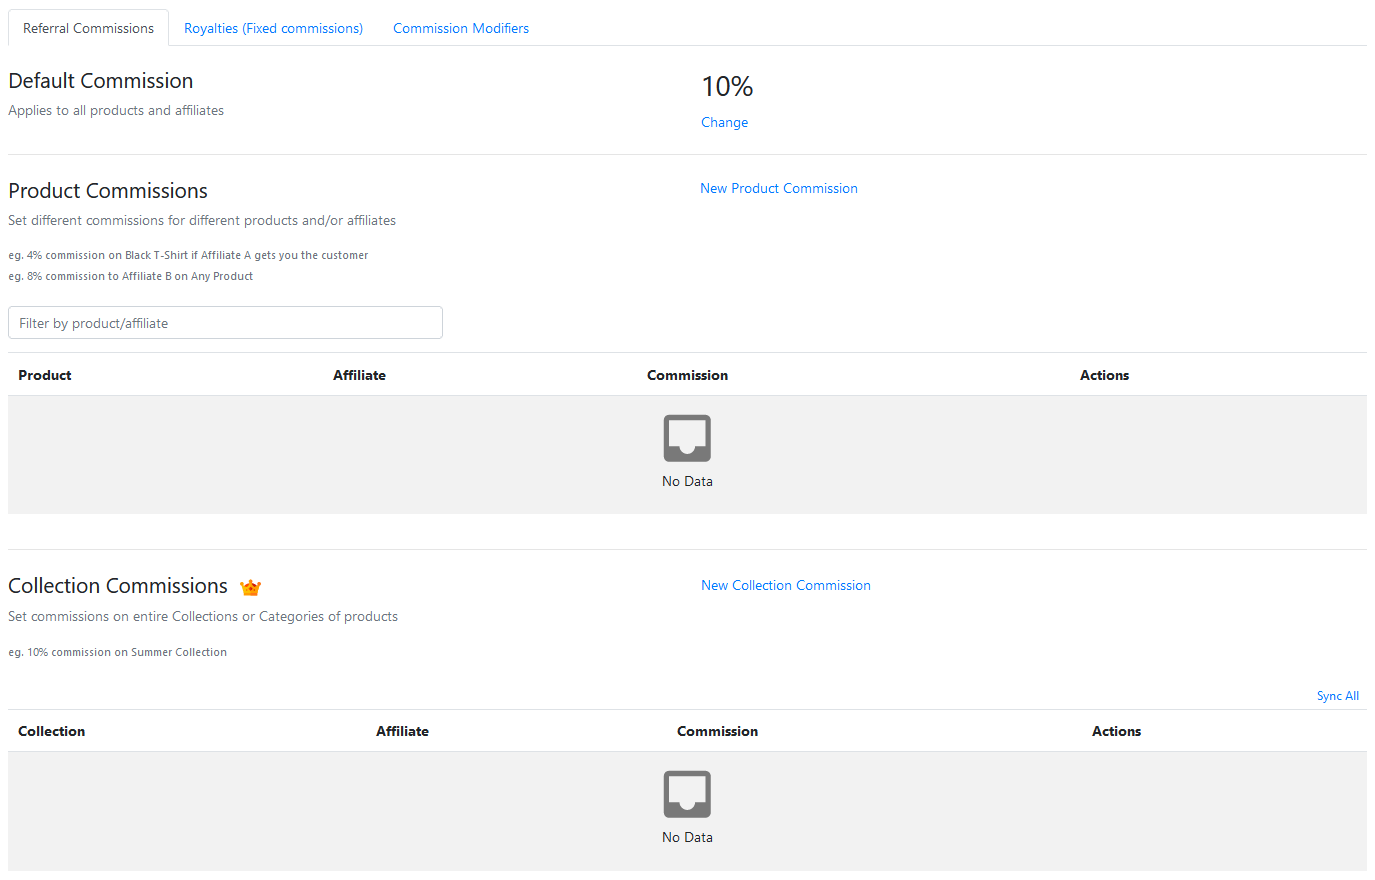 Referral Commissions
Royalties (Fixed commissions)
Commission Modifiers
Default Commission
10%
Applies to all products and affiliates
Change
Product Commissions
New Product Commission
Set different commissions for different products and/or affiliates
eg. 4% commission on Black T-Shirt if Affiliate A gets you the customer
eg. 8% commission to Affiliate B on Any Product
Filter by product/affiliate
Product Affiliate Commission Actions
No Data
Collection Commissions
New Collection Commission
Set commissions on entire Collections or Categories of products
eg. 10% commission on Summer Collection
Sync All
Collection Affiliate Commission Actions
No Data